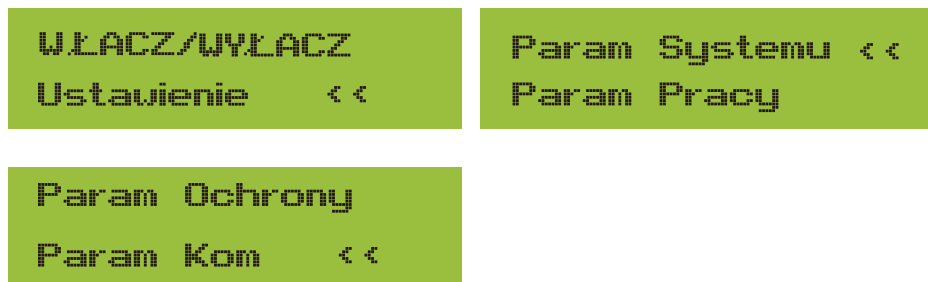 WŁACZ/WYŁACZ
Ustawienie <<
Param Systemu <<
Param Pracy
Param Ochrony
Param Kom <<